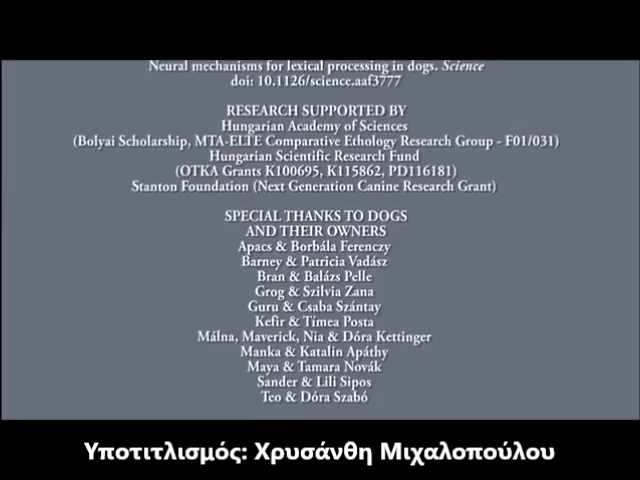 Neural mechanisms for lexical processing in dogs. Science
doi: 10.1126/science.aaf3777
RESEARCH SUPPORTED BY
Hungarian Academy of Sciences
(Bolyai Scholarship, MTA-ELTE Comparative Ethology Research Group - F01/031)
Hungarian Scientific Research Fund
(OTKA Grants K100695, K115862, PD116181)
Stanton Foundation (Next Generation Canine Research Grant)
SPECIAL THANKS TO DOGS
AND THEIR OWNERS
Apacs & Borbála Ferenczy
Barney & Patricia Vadász
Bran & Balázs Pelle
Grog & Szilvia Zana
Guru & Csaba Szántay
Kefir & Tímea Posta
Málna, Maverick, Nia & Dóra Kettinger
Manka & Katalin Apáthy
Maya & Tamara Novák
Sander & Lili Sipos
Teo & Dóra Szabó
Υποτιτλισμός: Χρυσάνθη Μιχαλοπούλου